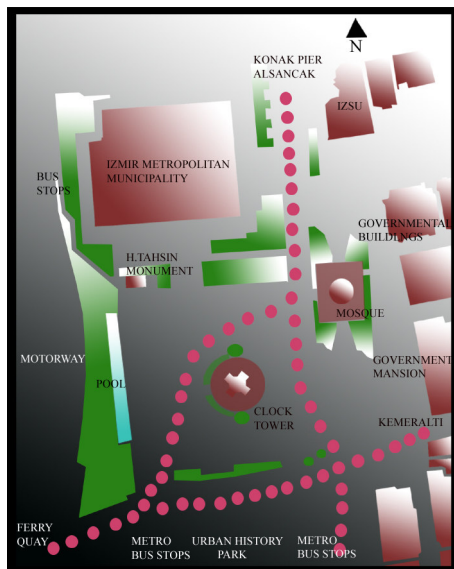 N
KONAK PIER
ALSANCAK
IZSU
IZMIR METROPOLITAN
MUNICIPALITY
BUS
STOPS
GOVERNMENTAL
BUILDINGS
H.TAHSIN
MONUMENT
MOSQUE
MOTORWAY
GOVERNMENT
MANSION
POOL
CLOCK
TOWER
KEMERALTI
FERRY
QUAY
METRO
BUS STOPS
URBAN HISTORY
PARK
METRO
BUS STOPS